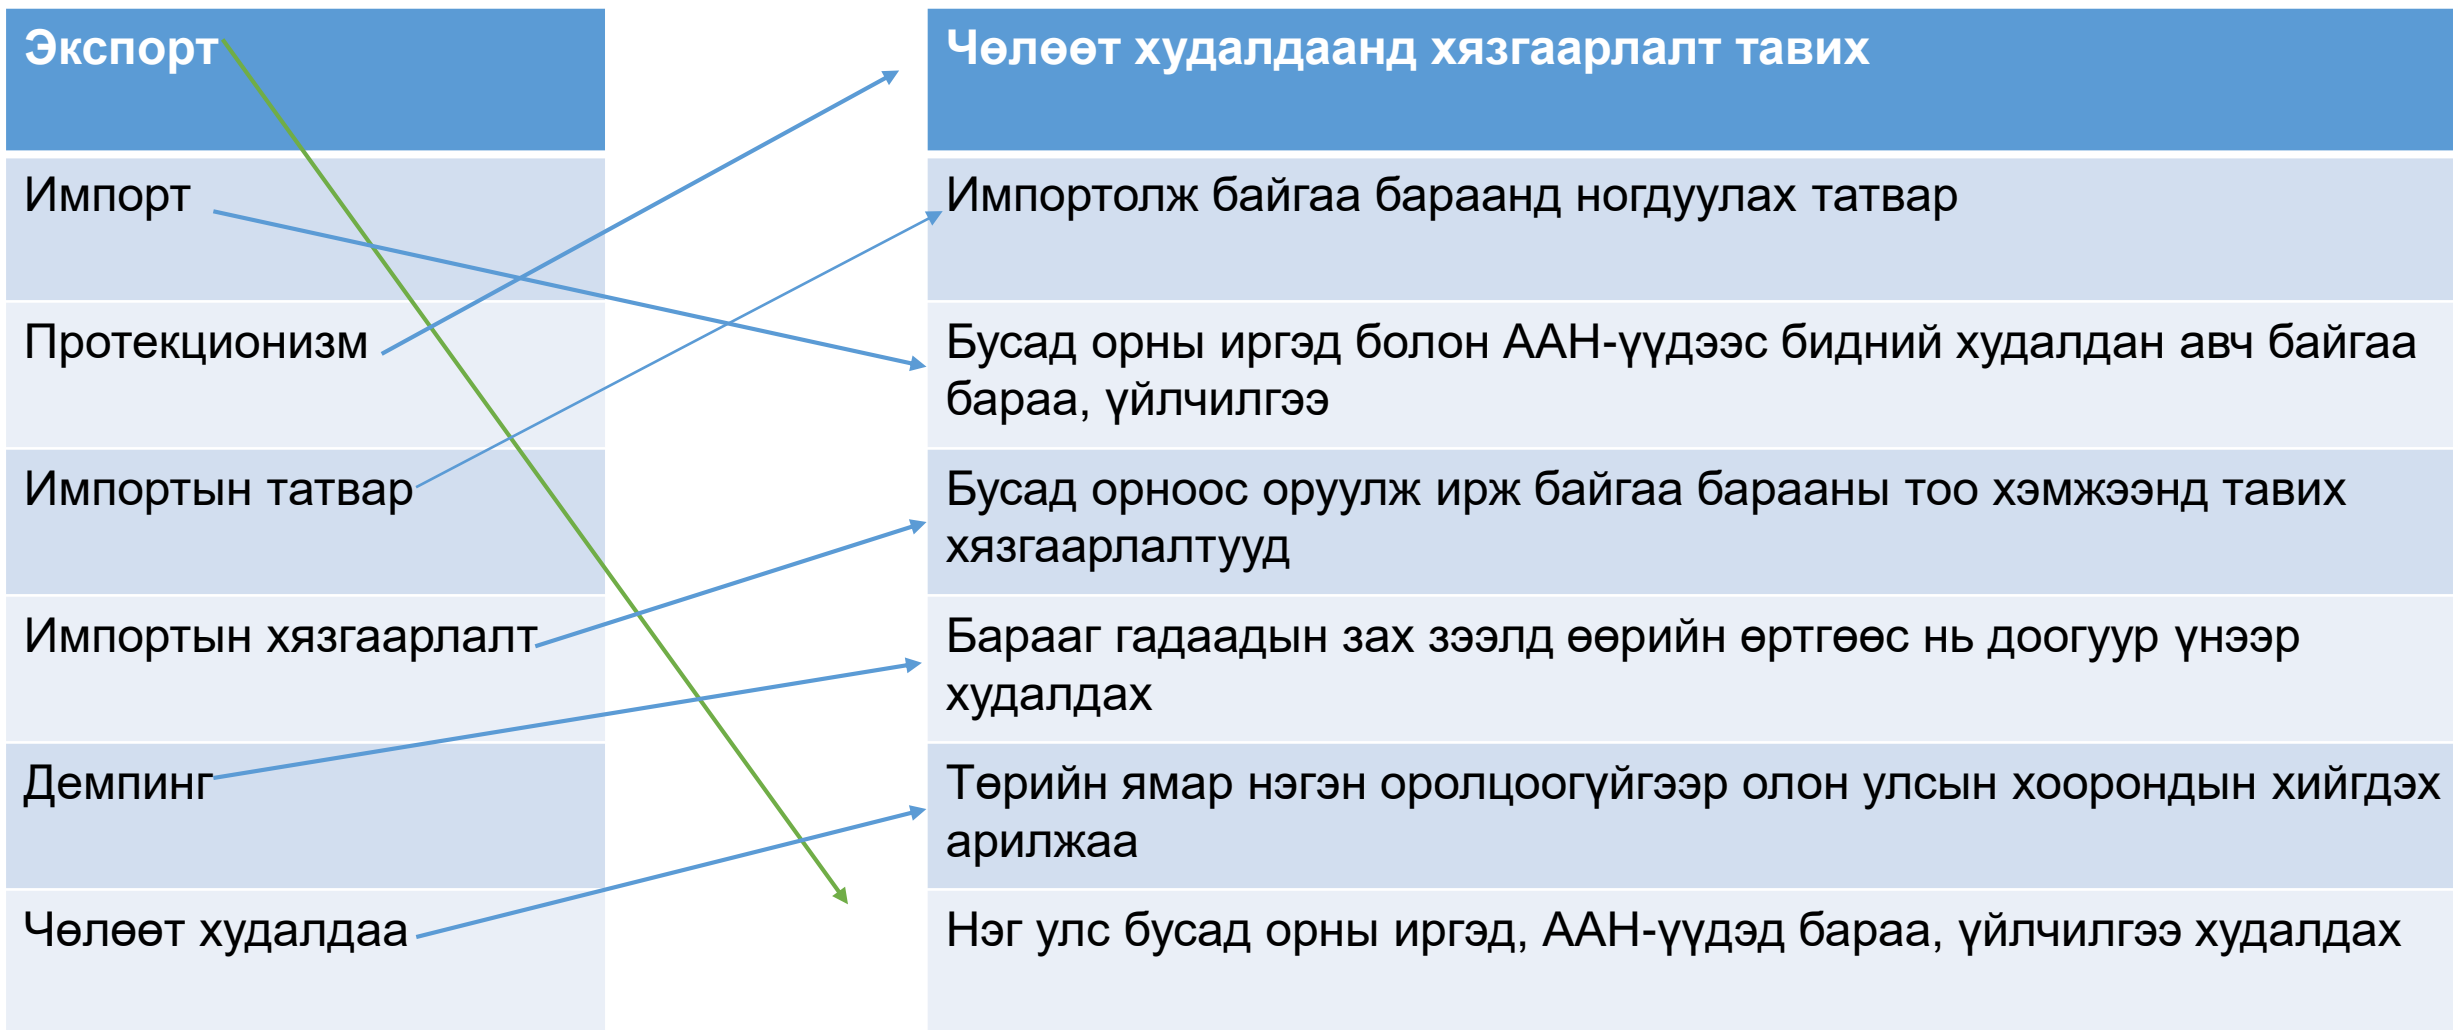 Экспорт
Чөлөөт худалдаанд хязгаарлалт тавих
Импорт
Импортолж байгаа бараанд ногдуулах татвар
Протекционизм
Бусад орны иргэд болон ААН-үүдээс бидний худалдан авч байгаа
бараа, үйлчилгээ
Импортын татвар
Бусад орноос оруулж ирж байгаа барааны тоо хэмжээнд тавих
хязгаарлалтууд
Импортын хязгаарлалт
Барааг гадаадын зах зээлд өөрийн өртгөөс нь доогуур үнээр
худалдах
Демпинг
Төрийн ямар нэгэн оролцоогүйгээр олон улсын хоорондын хийгдэх
арилжаа
Чөлөөт худалдаа
Нэг улс бусад орны иргэд, ААН-үүдэд бараа, үйлчилгээ худалдах